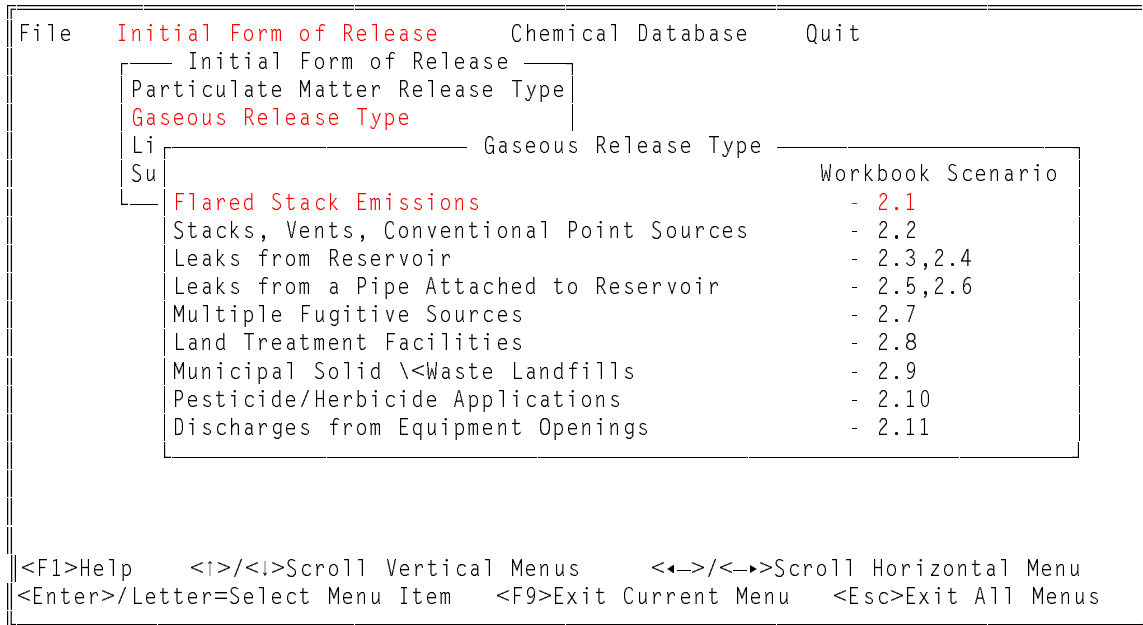 File Initial Form of Release Chemical Database Quit
Initial Form of Release
Particulate Matter Release Type
Gaseous Release Type
Li
Gaseous Release Type
Su
Workbook Scenario
Flared Stack Emissions - 2.1
Stacks, Vents, Conventional Point Sources - 2.2
Leaks from Reservoir - 2.3,2.4
Leaks from a Pipe Attached to Reservoir - 2.5,2.6
Multiple Fugitive Sources - 2.7
Land Treatment Facilities - 2.8
Municipal Solid \<Waste Landfills - 2.9
Pesticide/Herbicide Applications - 2.10
Discharges from Equipment Openings - 2.11
<F1>Help <↑>/<↓>Scroll Vertical Menus <◂—>/<—▸>Scroll Horizontal Menu
<Enter>/Letter=Select Menu Item <F9>Exit Current Menu <Esc>Exit All Menus